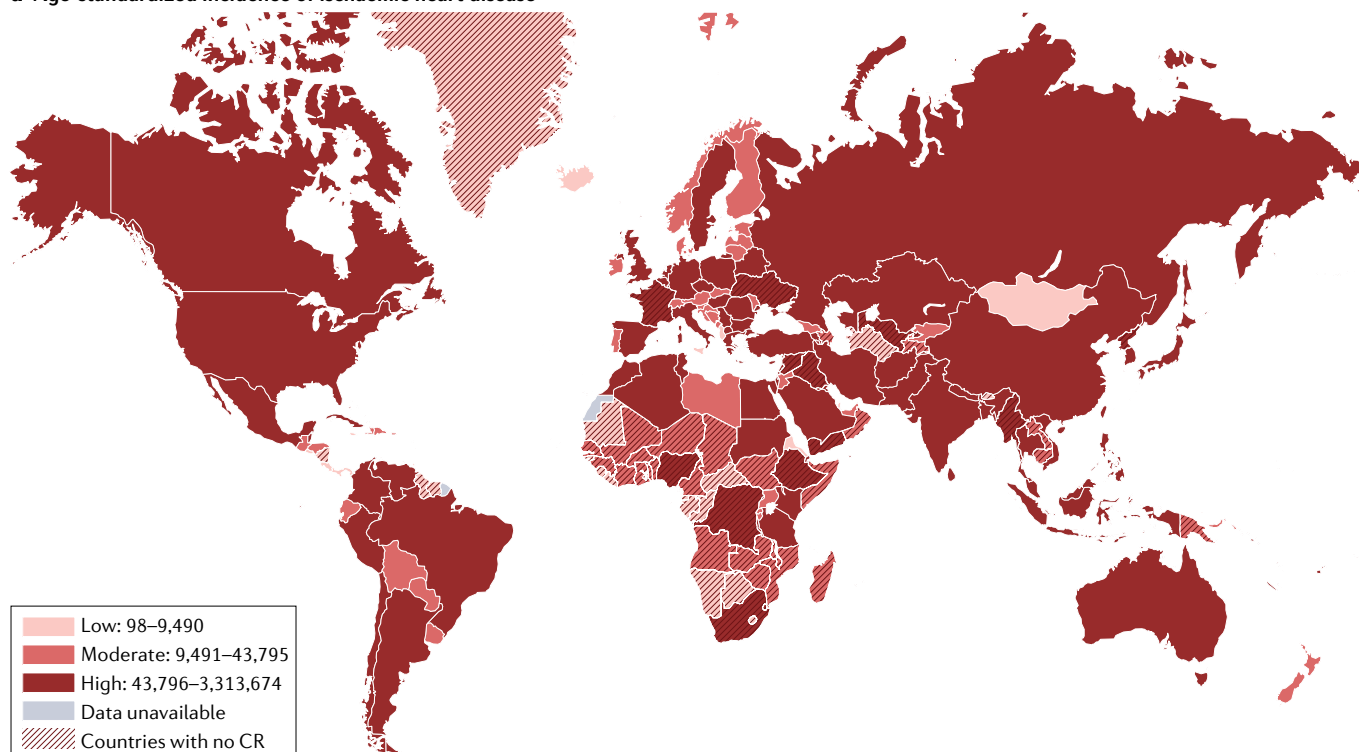 Low: 98–9,490
Moderate: 9,491–43,795
High: 43,796–3,313,674
Data unavailable
Countries with no CR